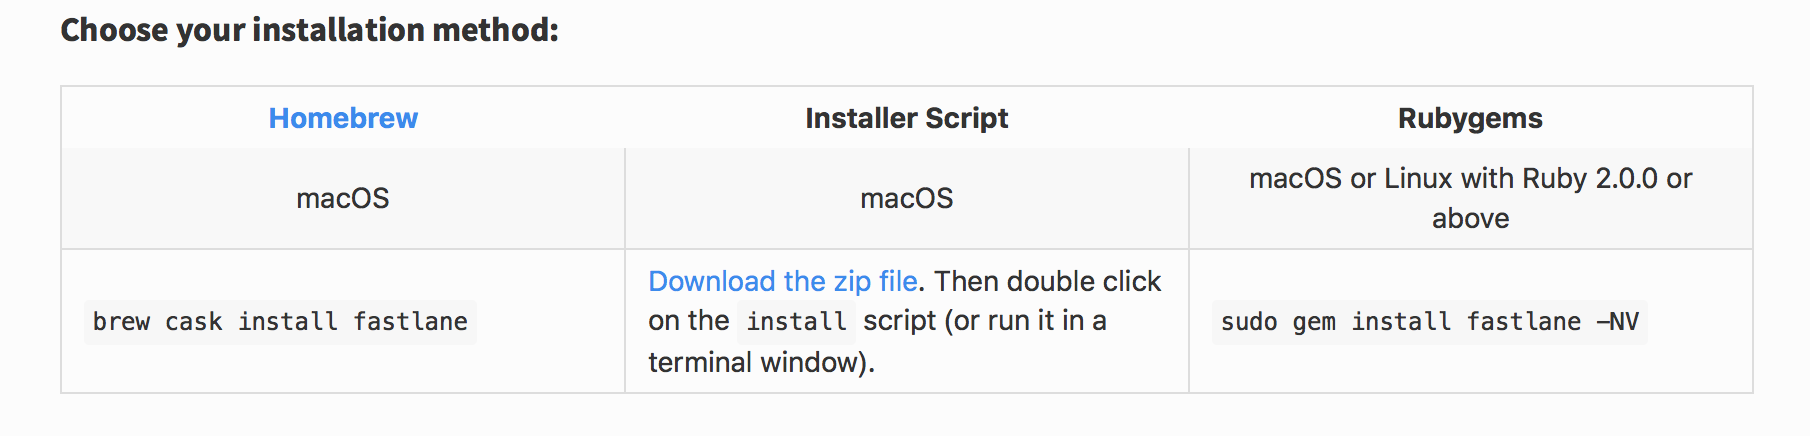 Choose your installation method:
Homebrew
Installer Script
Rubygems
macOS
macOS
macOS or Linux with Ruby 2.0.0 or
above
brew cask install fastlane
Download the zip file. Then double click
on the install script (or run it in a
terminal window).
sudo gem install fastlane —NV